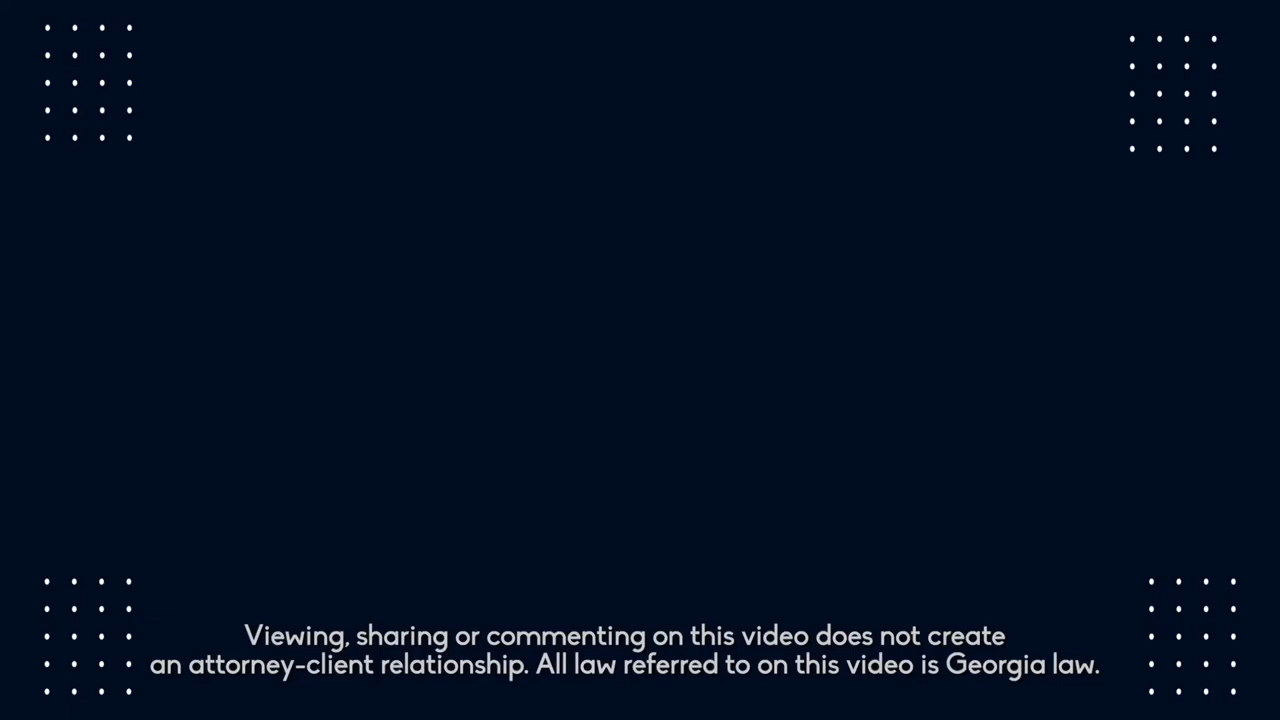 Viewing, sharing or commenting on this video does not create
an attorney-client relationship. All law referred to on this video is Georgia law.